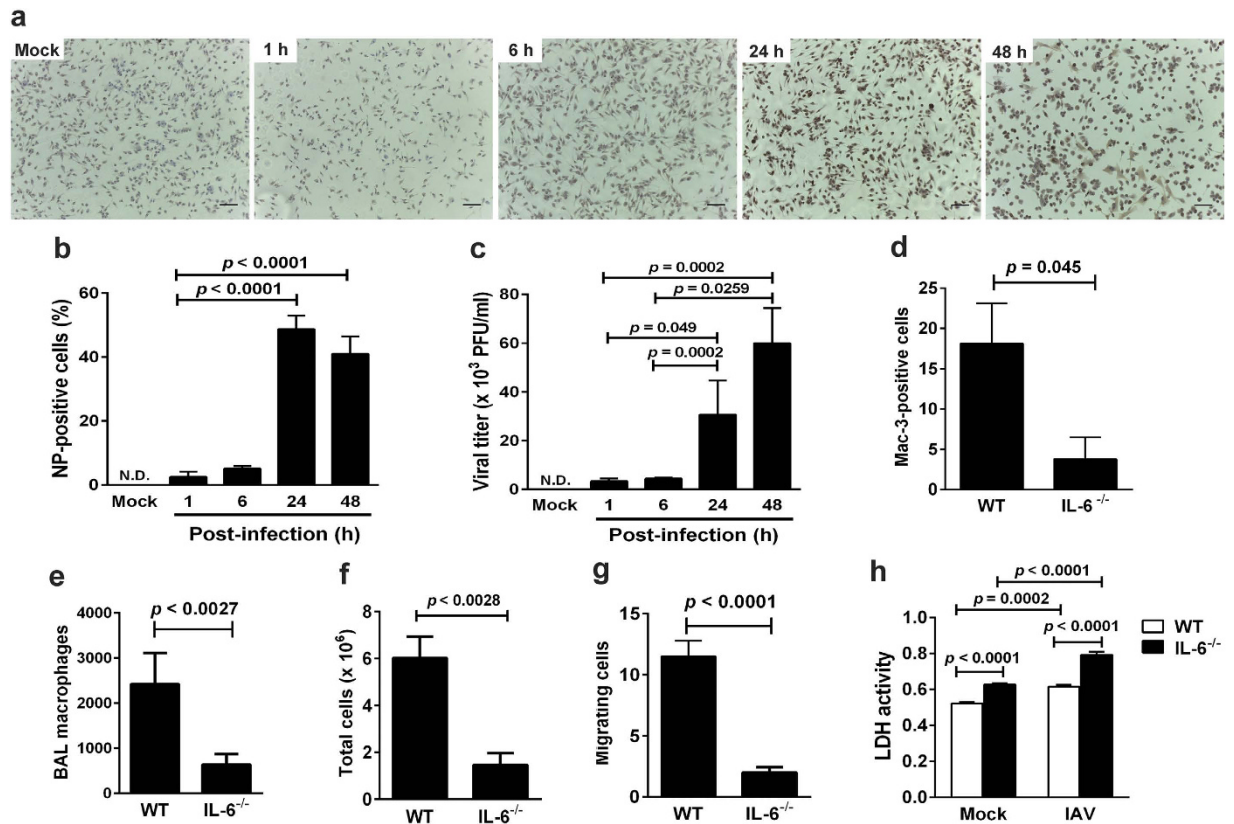 a
Mock
1 h
6 h
24 h
48 h
b
NP-positive cells (%)
60
40
20
0
p < 0.0001
p < 0.0001
N.D.
Mock
1
6
24
48
Post-infection (h)
c
Viral titer (x 10³ PFU/ml)
80
60
40
20
0
p = 0.0002
p = 0.0259
p = 0.049
p = 0.0002
N.D.
Mock
1
6
24
48
Post-infection (h)
d
Mac-3-positive cells
25
20
15
10
5
0
p = 0.045
WT
IL-6⁻/⁻
e
BAL macrophages
4000
3000
2000
1000
0
p < 0.0027
WT
IL-6⁻/⁻
f
Total cells (x 10⁶)
8
6
4
2
0
p < 0.0028
WT
IL-6⁻/⁻
g
Migrating cells
15
10
5
0
p < 0.0001
WT
IL-6⁻/⁻
h
LDH activity
1.0
0.8
0.6
0.4
0.2
0.0
p < 0.0001
p = 0.0002
p < 0.0001
p < 0.0001
WT
IL-6⁻/⁻
Mock
IAV